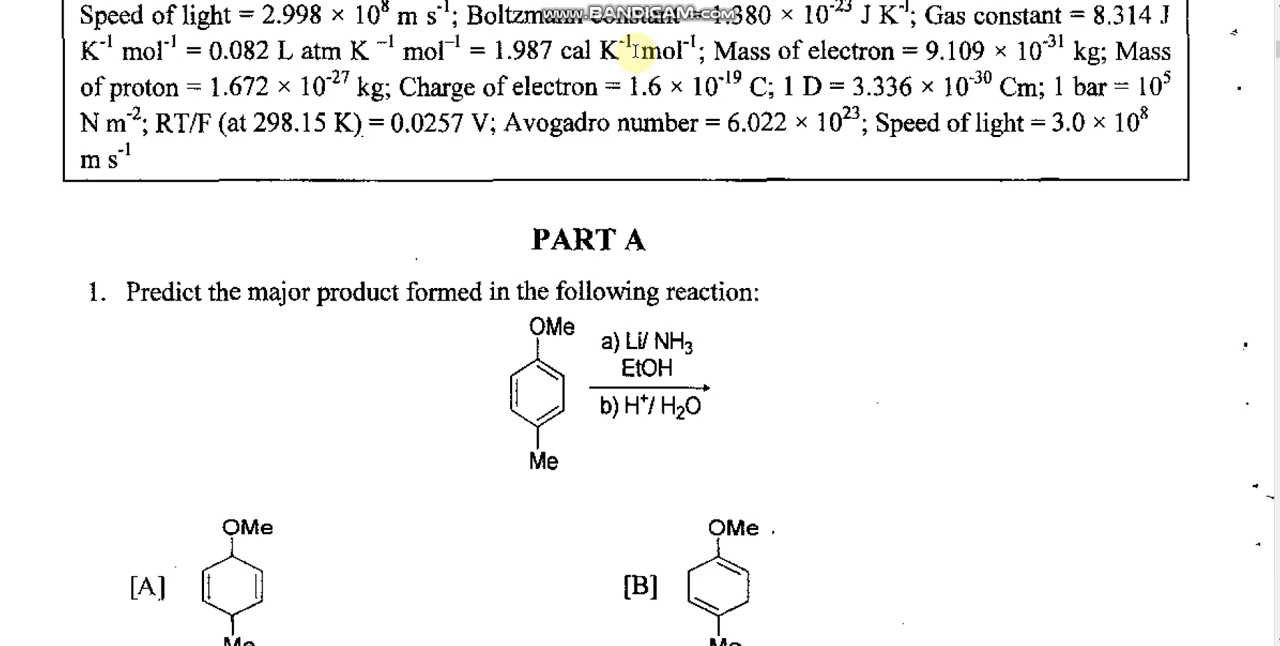 Speed of light = 2.998 × 10⁸ m s⁻¹; Boltzmann constant = 1.380 × 10⁻²³ J K⁻¹; Gas constant = 8.314 J
www.BANDICAM.com
K⁻¹ mol⁻¹ = 0.082 L atm K ⁻¹ mol⁻¹ = 1.987 cal K⁻¹ mol⁻¹; Mass of electron = 9.109 × 10⁻³¹ kg; Mass
of proton = 1.672 × 10⁻²⁷ kg; Charge of electron = 1.6 × 10⁻¹⁹ C; 1 D = 3.336 × 10⁻³⁰ Cm; 1 bar = 10⁵
N m⁻²; RT/F (at 298.15 K) = 0.0257 V; Avogadro number = 6.022 × 10²³; Speed of light = 3.0 × 10⁸
m s⁻¹
PART A
1. Predict the major product formed in the following reaction:
OMe
a) Li/ NH₃
EtOH
b) H⁺/ H₂O
Me
OMe
OMe
[A]
[B]
Me
Me